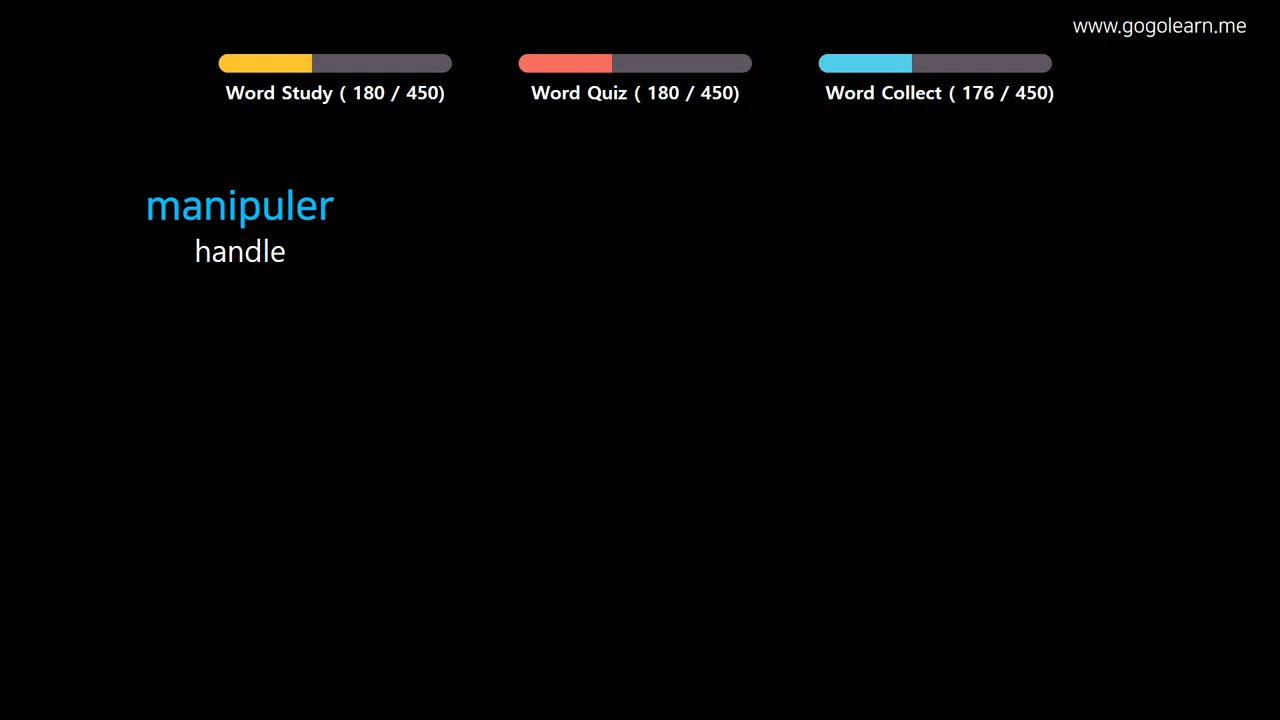 www.gogolearn.me
Word Study ( 180 / 450)
Word Quiz ( 180 / 450)
Word Collect ( 176 / 450)
manipuler
handle